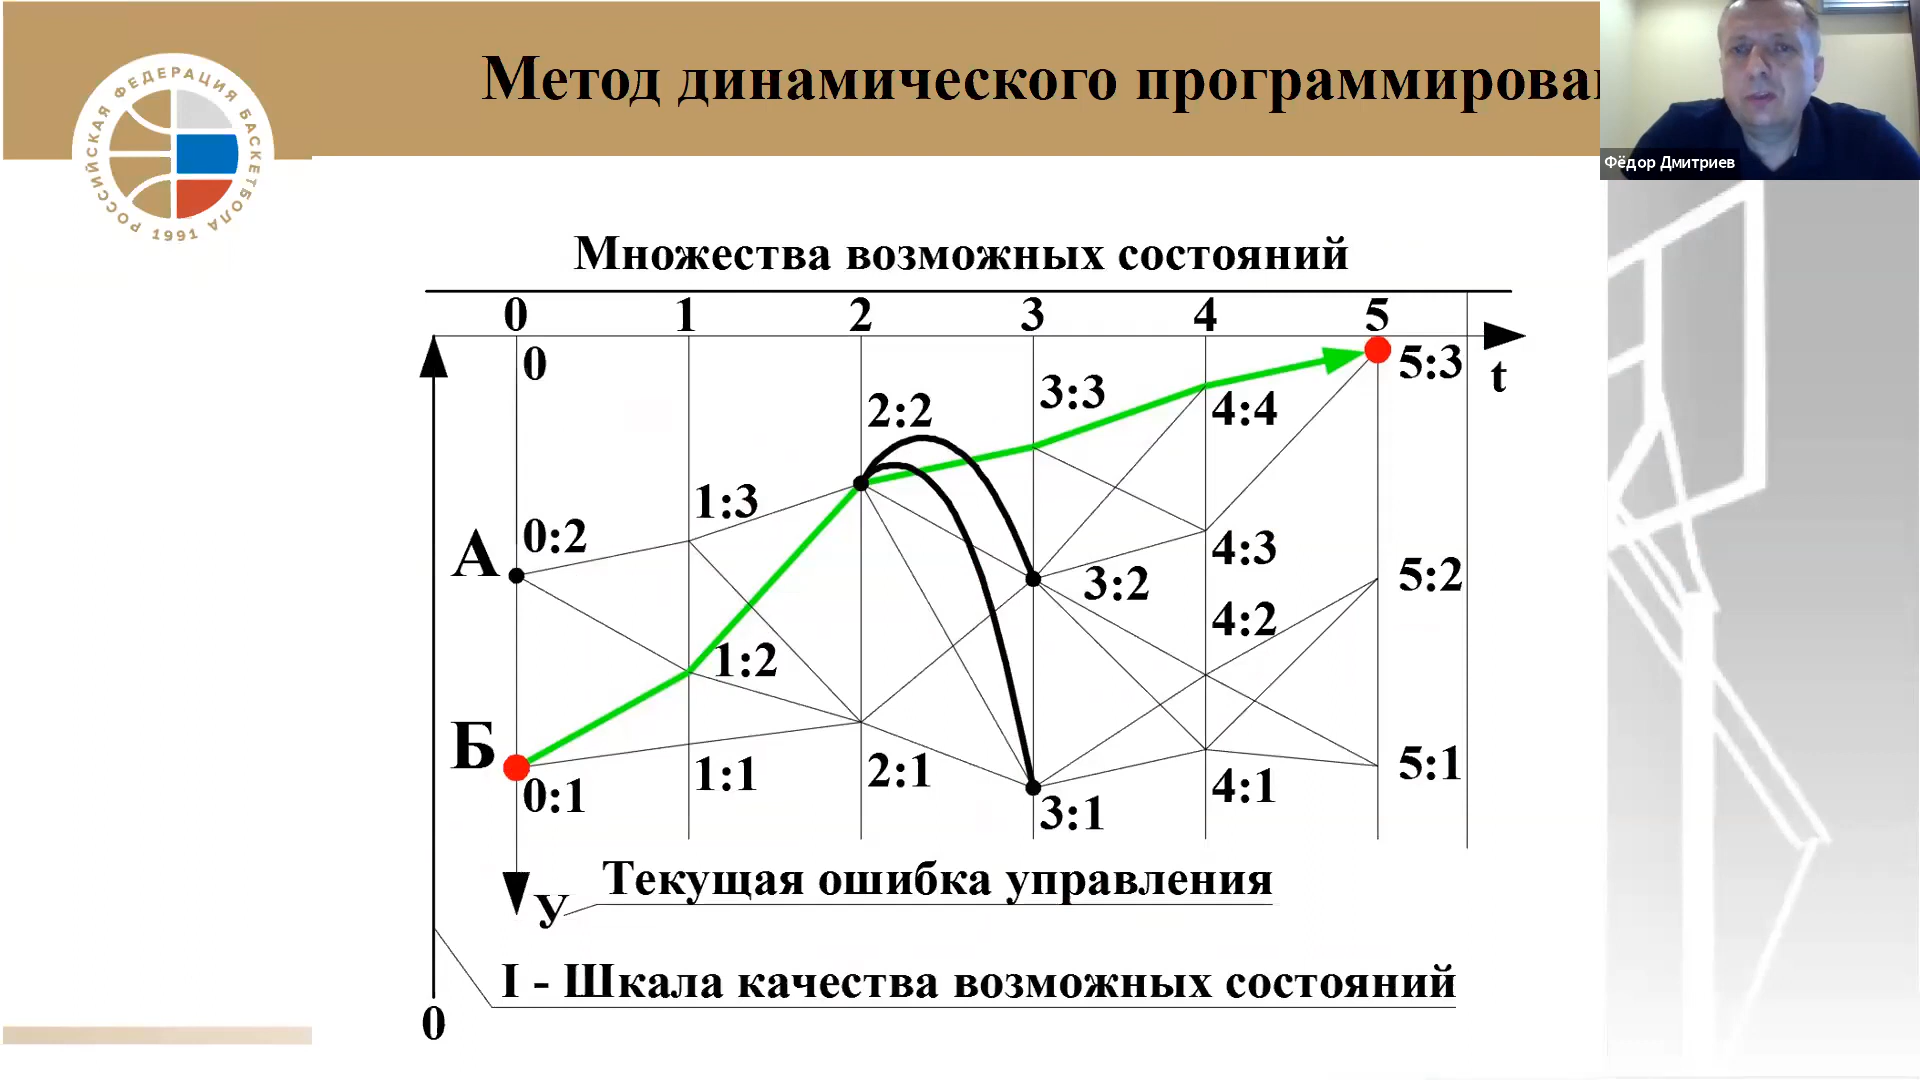 Метод динамического программирова
Фёдор Дмитриев
РОССИЙСКАЯ ФЕДЕРАЦИЯ БАСКЕТБОЛА
1991
Множества возможных состояний
0 1 2 3 4 5
0
5:3
t
3:3
2:2
4:4
1:3
0:2
А
4:3
3:2
5:2
4:2
1:2
Б
0:1
1:1
2:1
3:1
4:1
5:1
Текущая ошибка управления
У
I - Шкала качества возможных состояний
0